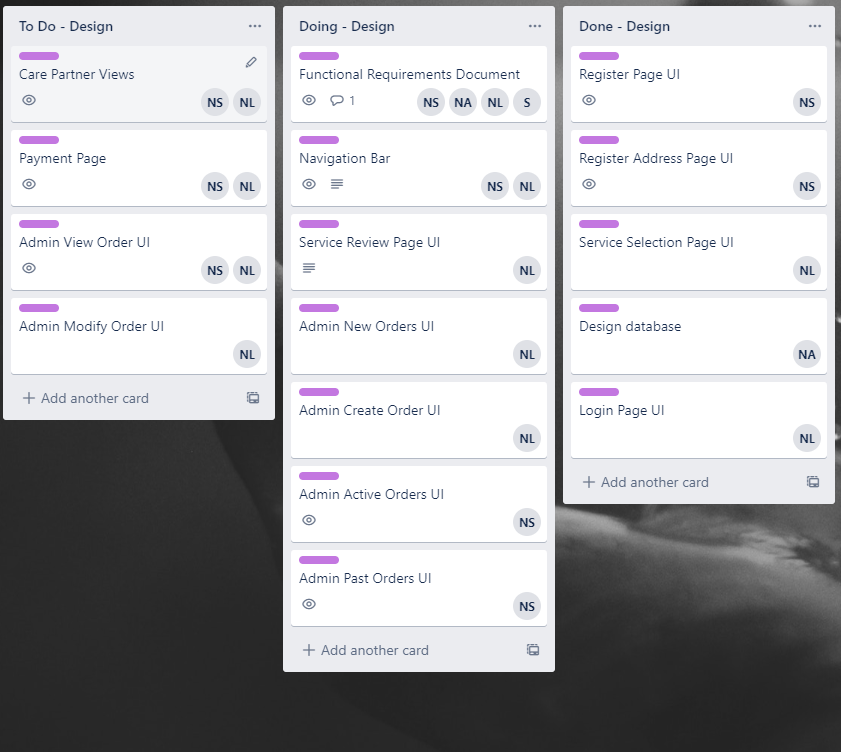 To Do - Design
Care Partner Views
NS NL
Payment Page
NS NL
Admin View Order UI
NS NL
Admin Modify Order UI
NL
Add another card
Doing - Design
Functional Requirements Document
1 NS NA NL S
Navigation Bar
NS NL
Service Review Page UI
NL
Admin New Orders UI
NL
Admin Create Order UI
NL
Admin Active Orders UI
NS
Admin Past Orders UI
NS
Add another card
Done - Design
Register Page UI
NS
Register Address Page UI
NS
Service Selection Page UI
NL
Design database
NA
Login Page UI
NL
Add another card